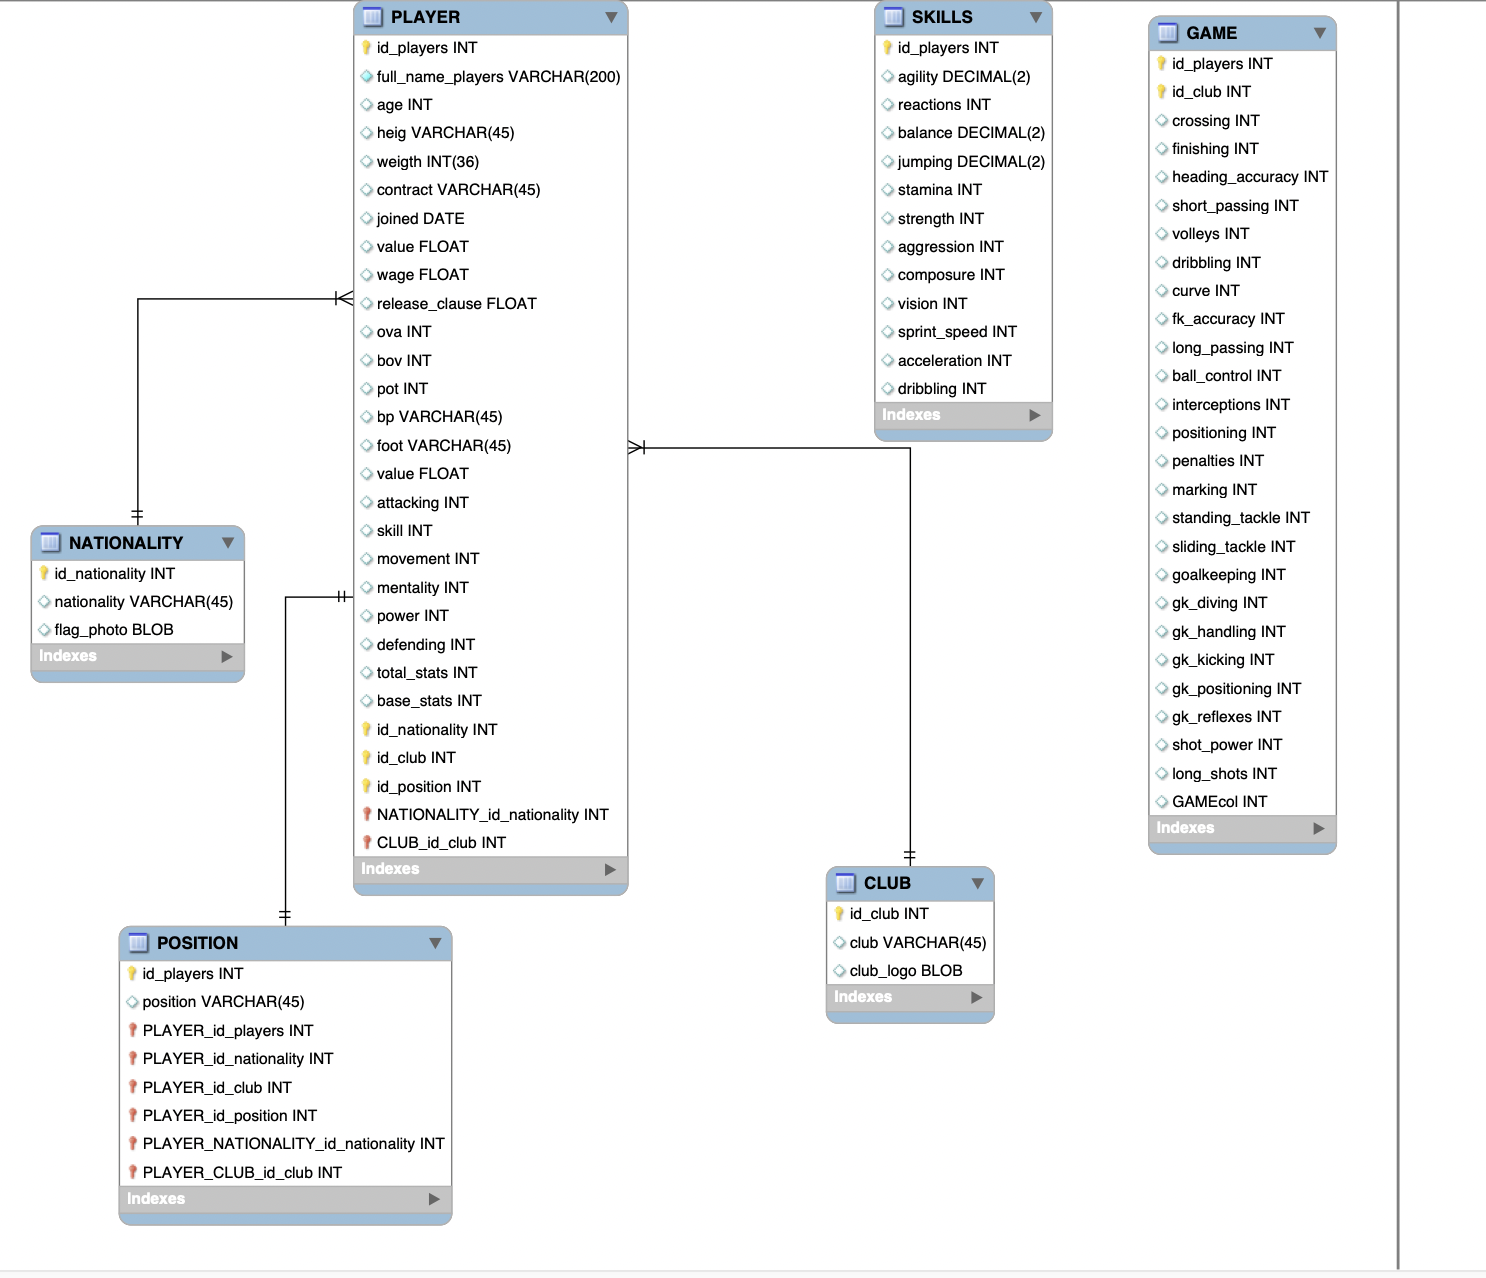 PLAYER
id_players INT
full_name_players VARCHAR(200)
age INT
heig VARCHAR(45)
weigth INT(36)
contract VARCHAR(45)
joined DATE
value FLOAT
wage FLOAT
release_clause FLOAT
ova INT
bov INT
pot INT
bp VARCHAR(45)
foot VARCHAR(45)
value FLOAT
attacking INT
skill INT
movement INT
mentality INT
power INT
defending INT
total_stats INT
base_stats INT
id_nationality INT
id_club INT
id_position INT
NATIONALITY_id_nationality INT
CLUB_id_club INT
Indexes
SKILLS
id_players INT
agility DECIMAL(2)
reactions INT
balance DECIMAL(2)
jumping DECIMAL(2)
stamina INT
strength INT
aggression INT
composure INT
vision INT
sprint_speed INT
acceleration INT
dribbling INT
Indexes
GAME
id_players INT
id_club INT
crossing INT
finishing INT
heading_accuracy INT
short_passing INT
volleys INT
dribbling INT
curve INT
fk_accuracy INT
long_passing INT
ball_control INT
interceptions INT
positioning INT
penalties INT
marking INT
standing_tackle INT
sliding_tackle INT
goalkeeping INT
gk_diving INT
gk_handling INT
gk_kicking INT
gk_positioning INT
gk_reflexes INT
shot_power INT
long_shots INT
GAMEcol INT
Indexes
NATIONALITY
id_nationality INT
nationality VARCHAR(45)
flag_photo BLOB
Indexes
CLUB
id_club INT
club VARCHAR(45)
club_logo BLOB
Indexes
POSITION
id_players INT
position VARCHAR(45)
PLAYER_id_players INT
PLAYER_id_nationality INT
PLAYER_id_club INT
PLAYER_id_position INT
PLAYER_NATIONALITY_id_nationality INT
PLAYER_CLUB_id_club INT
Indexes